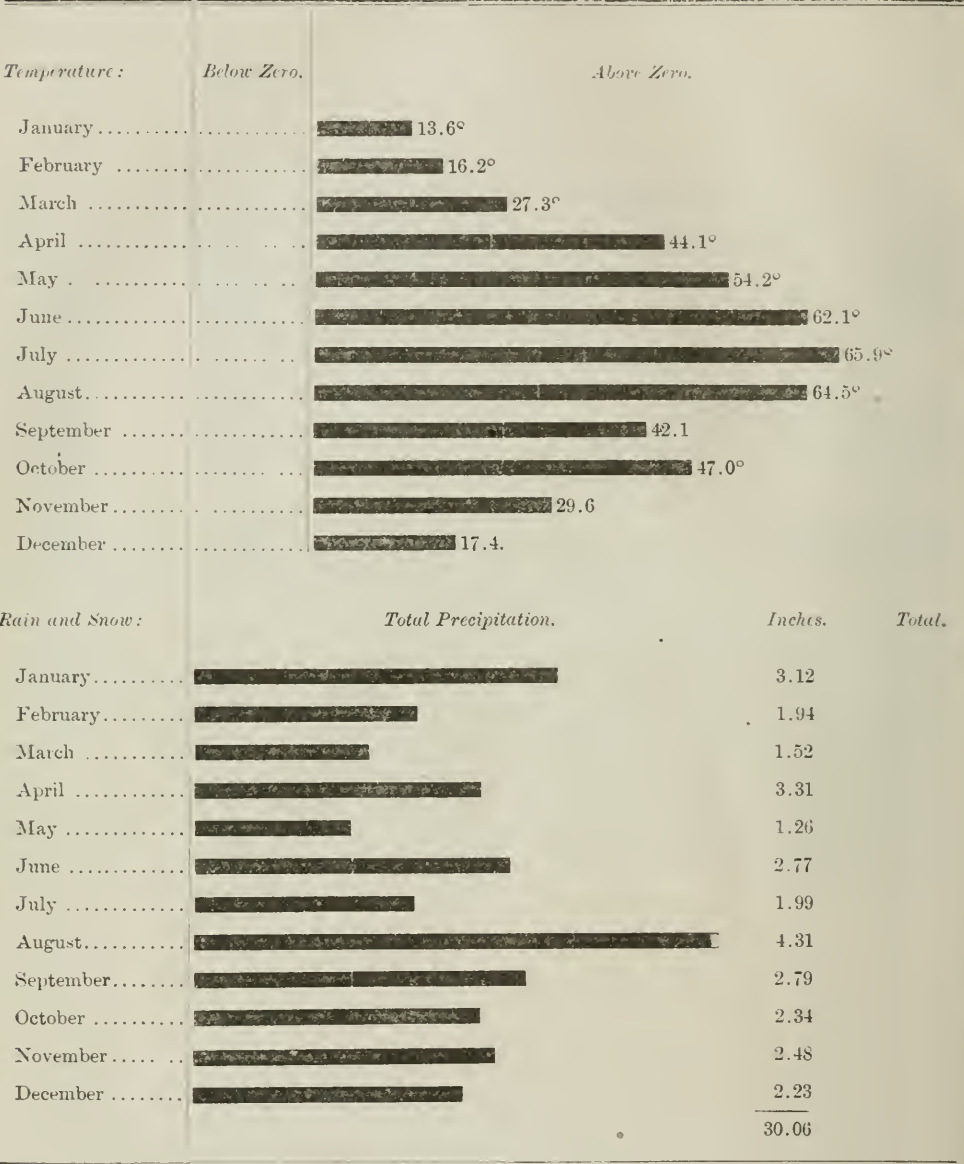 Temperature: Below Zero. Above Zero.
January.................... 13.6°
February .................... 16.2°
March .................... 27.3°
April .................... 44.1°
May . .................... 54.2°
June.................... 62.1°
July .................... 65.9°
August.................... 64.5°
September .................... 42.1
October .................... 47.0°
November.................... 29.6
December .................... 17.4.
Rain and Snow: Total Precipitation. Inches. Total.
January.......... 3.12
February......... 1.94
March ........... 1.52
April ............ 3.31
May ............. 1.26
June ............. 2.77
July ............. 1.99
August........... 4.31
September........ 2.79
October .......... 2.34
November..... .. 2.48
December ........ 2.23
30.06